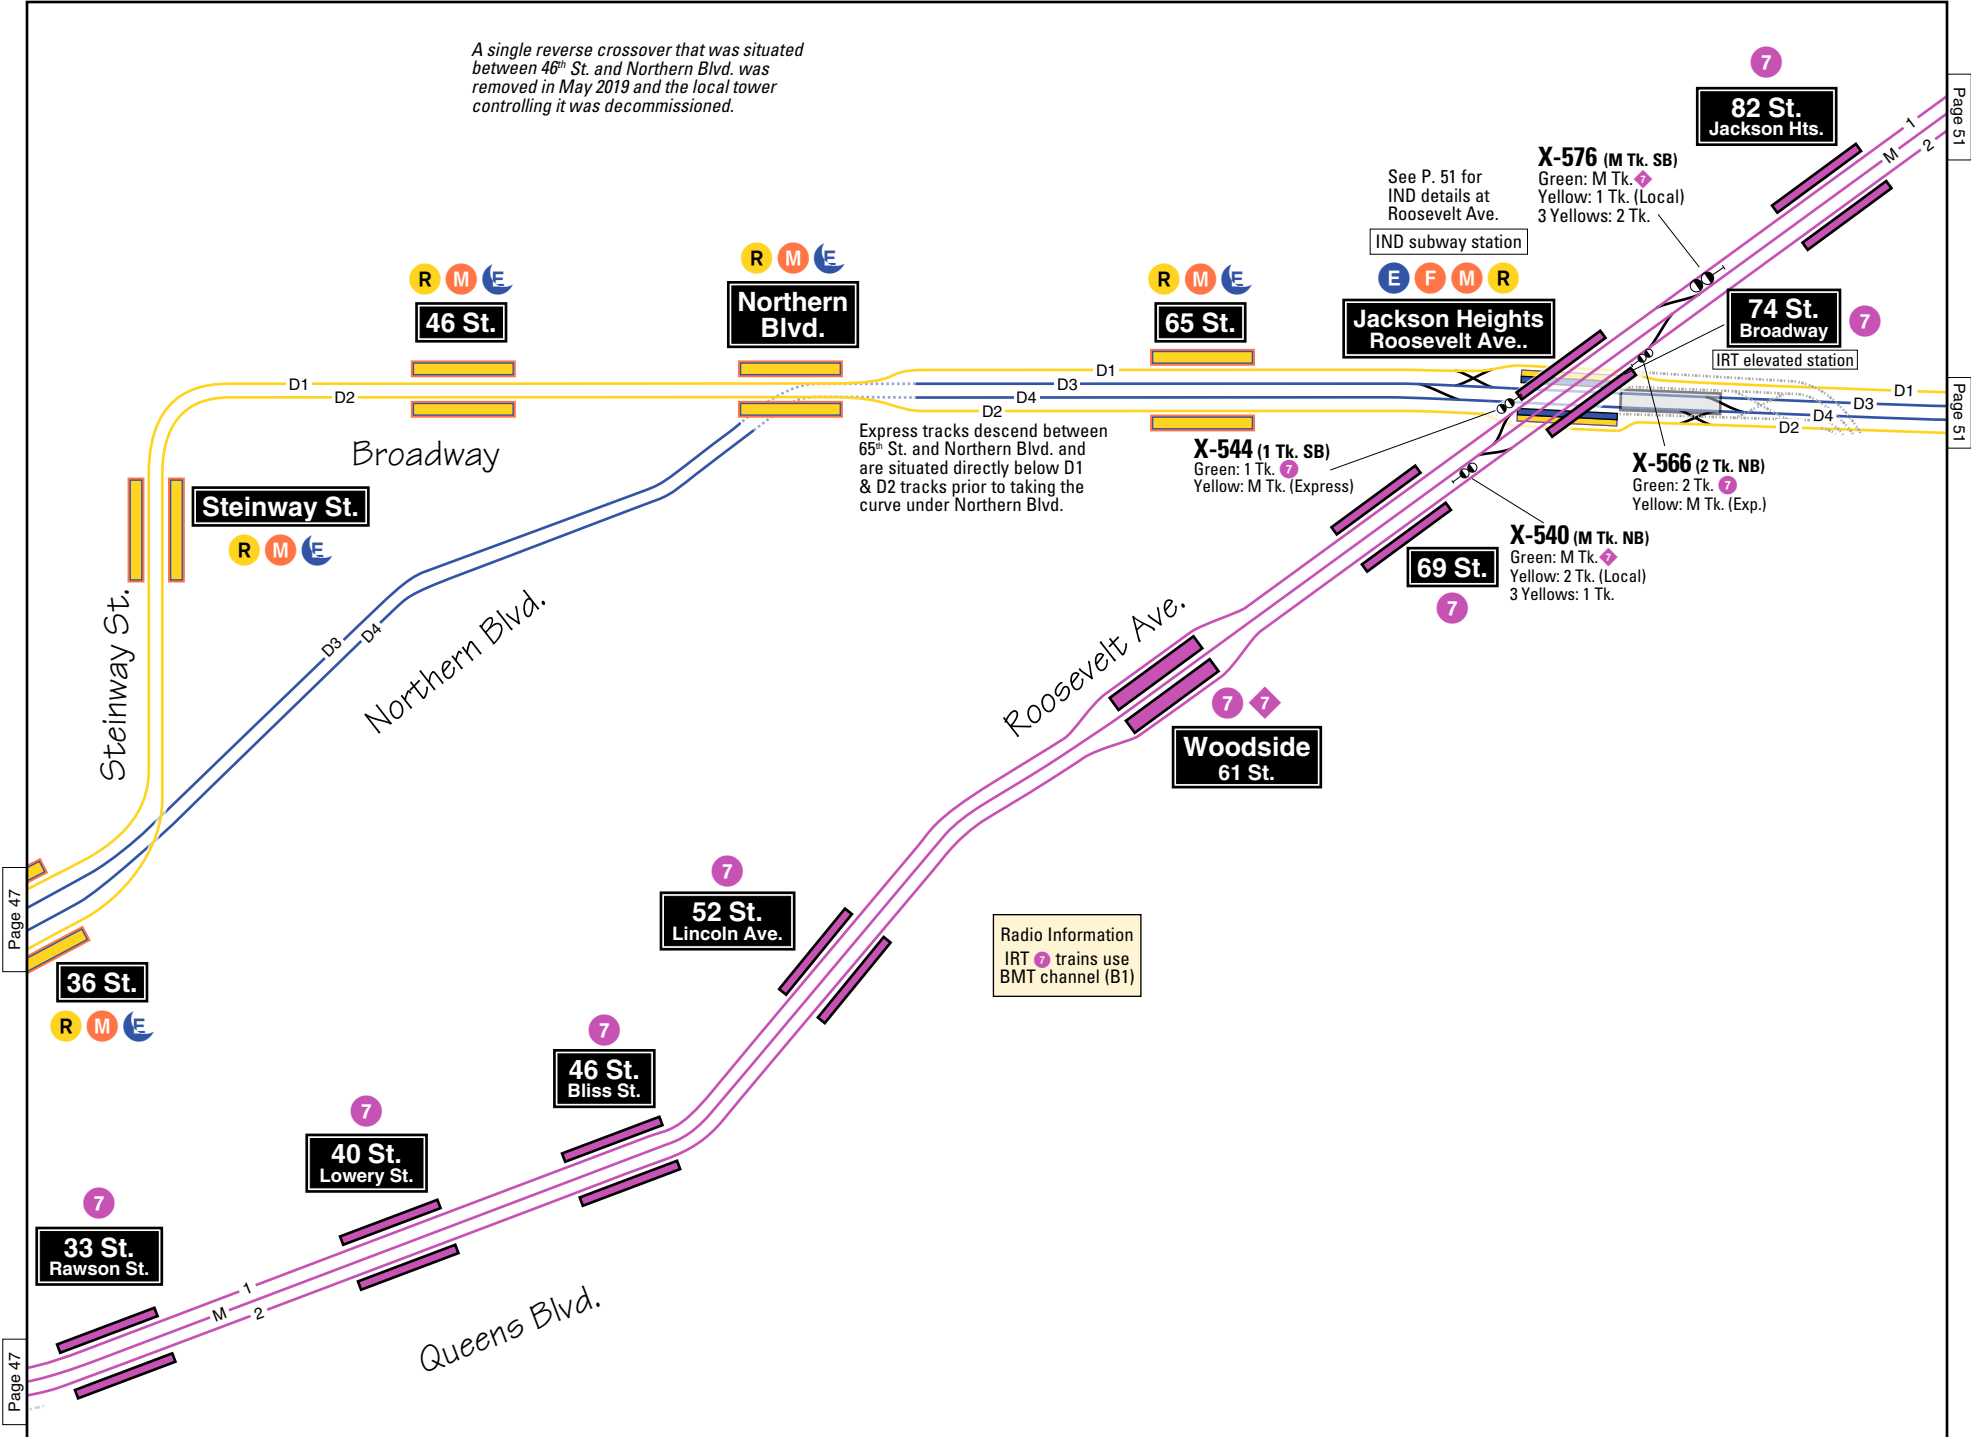 A single reverse crossover that was situated
between 46th St. and Northern Blvd. was
removed in May 2019 and the local tower
controlling it was decommissioned.
7
82 St.
Jackson Hts.
Page 51
1
M
2
X-576 (M Tk. SB)
Green: M Tk. 7
Yellow: 1 Tk. (Local)
3 Yellows: 2 Tk.
See P. 51 for
IND details at
Roosevelt Ave.
IND subway station
E F M R
Jackson Heights
Roosevelt Ave..
74 St.
Broadway
7
IRT elevated station
R M E
46 St.
R M E
Northern
Blvd.
R M E
65 St.
D1
D2
D1
D3
D4
D2
D1
D3
D4
D2
Page 51
Broadway
Express tracks descend between
65th St. and Northern Blvd. and
are situated directly below D1
& D2 tracks prior to taking the
curve under Northern Blvd.
X-544 (1 Tk. SB)
Green: 1 Tk. 7
Yellow: M Tk. (Express)
X-566 (2 Tk. NB)
Green: 2 Tk. 7
Yellow: M Tk. (Exp.)
X-540 (M Tk. NB)
Green: M Tk. 7
Yellow: 2 Tk. (Local)
3 Yellows: 1 Tk.
69 St.
7
Steinway St.
R M E
Steinway St.
D3
D4
Northern Blvd.
Roosevelt Ave.
7 7
Woodside
61 St.
Page 47
36 St.
R M E
7
52 St.
Lincoln Ave.
Radio Information
IRT 7 trains use
BMT channel (B1)
7
46 St.
Bliss St.
7
40 St.
Lowery St.
7
33 St.
Rawson St.
1
M
2
Queens Blvd.
Page 47